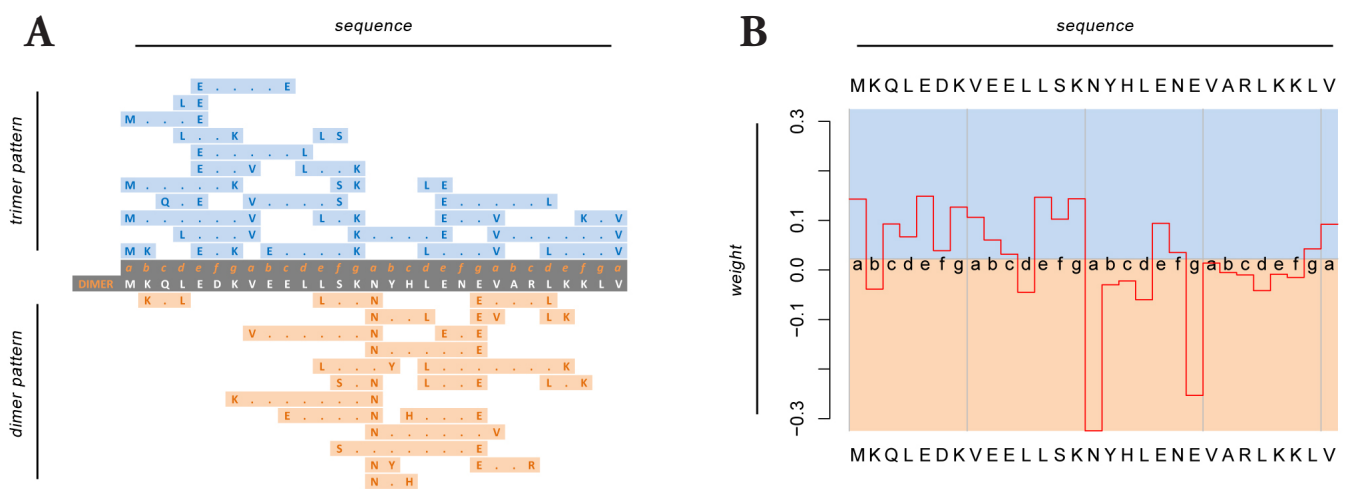 A
sequence
trimer pattern
E . . . . E
L E
M . . . E
L . . K L S
E . . . . . L
E . . V L . . K
M . . . . . K S K L E
Q . E V . . . . S E . . . . . L
M . . . . . . V L . K E . . V K . V
L . . . V K . . . . E V . . . . . . V
M K E . K E . . . . K L . . . V L . . . V
a b c d e f g a b c d e f g a b c d e f g a b c d e f g a
DIMER M K Q L E D K V E E L L S K N Y H L E N E V A R L K K L V
dimer pattern
K . L L . . N E . . . L
N . . L E V L K
V . . . . . . N E . E
N . . . . . E
L . . . Y L . . . . . . . K
S . N L . . E L . K
K . . . . . . . N
E . . . . N H . . . E
N . . . . . . V
S . . . . . . . E
N Y E . . R
N . H
B
sequence
M K Q L E D K V E E L L S K N Y H L E N E V A R L K K L V
weight
0.3
0.1
0.0
−0.1
−0.3
a b c d e f g a b c d e f g a b c d e f g a b c d e f g a
M K Q L E D K V E E L L S K N Y H L E N E V A R L K K L V